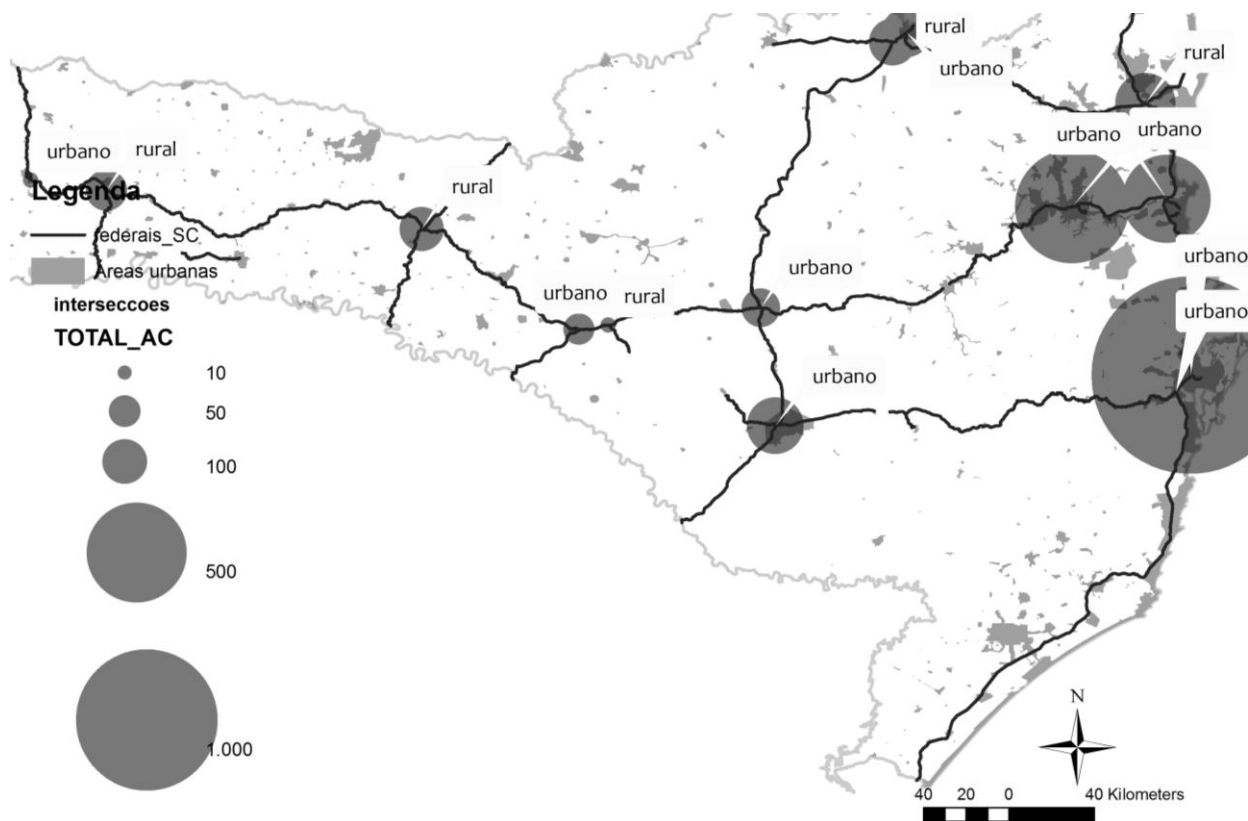 rural
urbano
rural
urbano
urbano
urbano
rural
rural
urbano
urbano
urbano
rural
urbano
urbano
Legenda
federais_SC
Áreas urbanas
interseccoes
TOTAL_AC
10
50
100
500
1.000
N
40 20 0 40 Kilometers